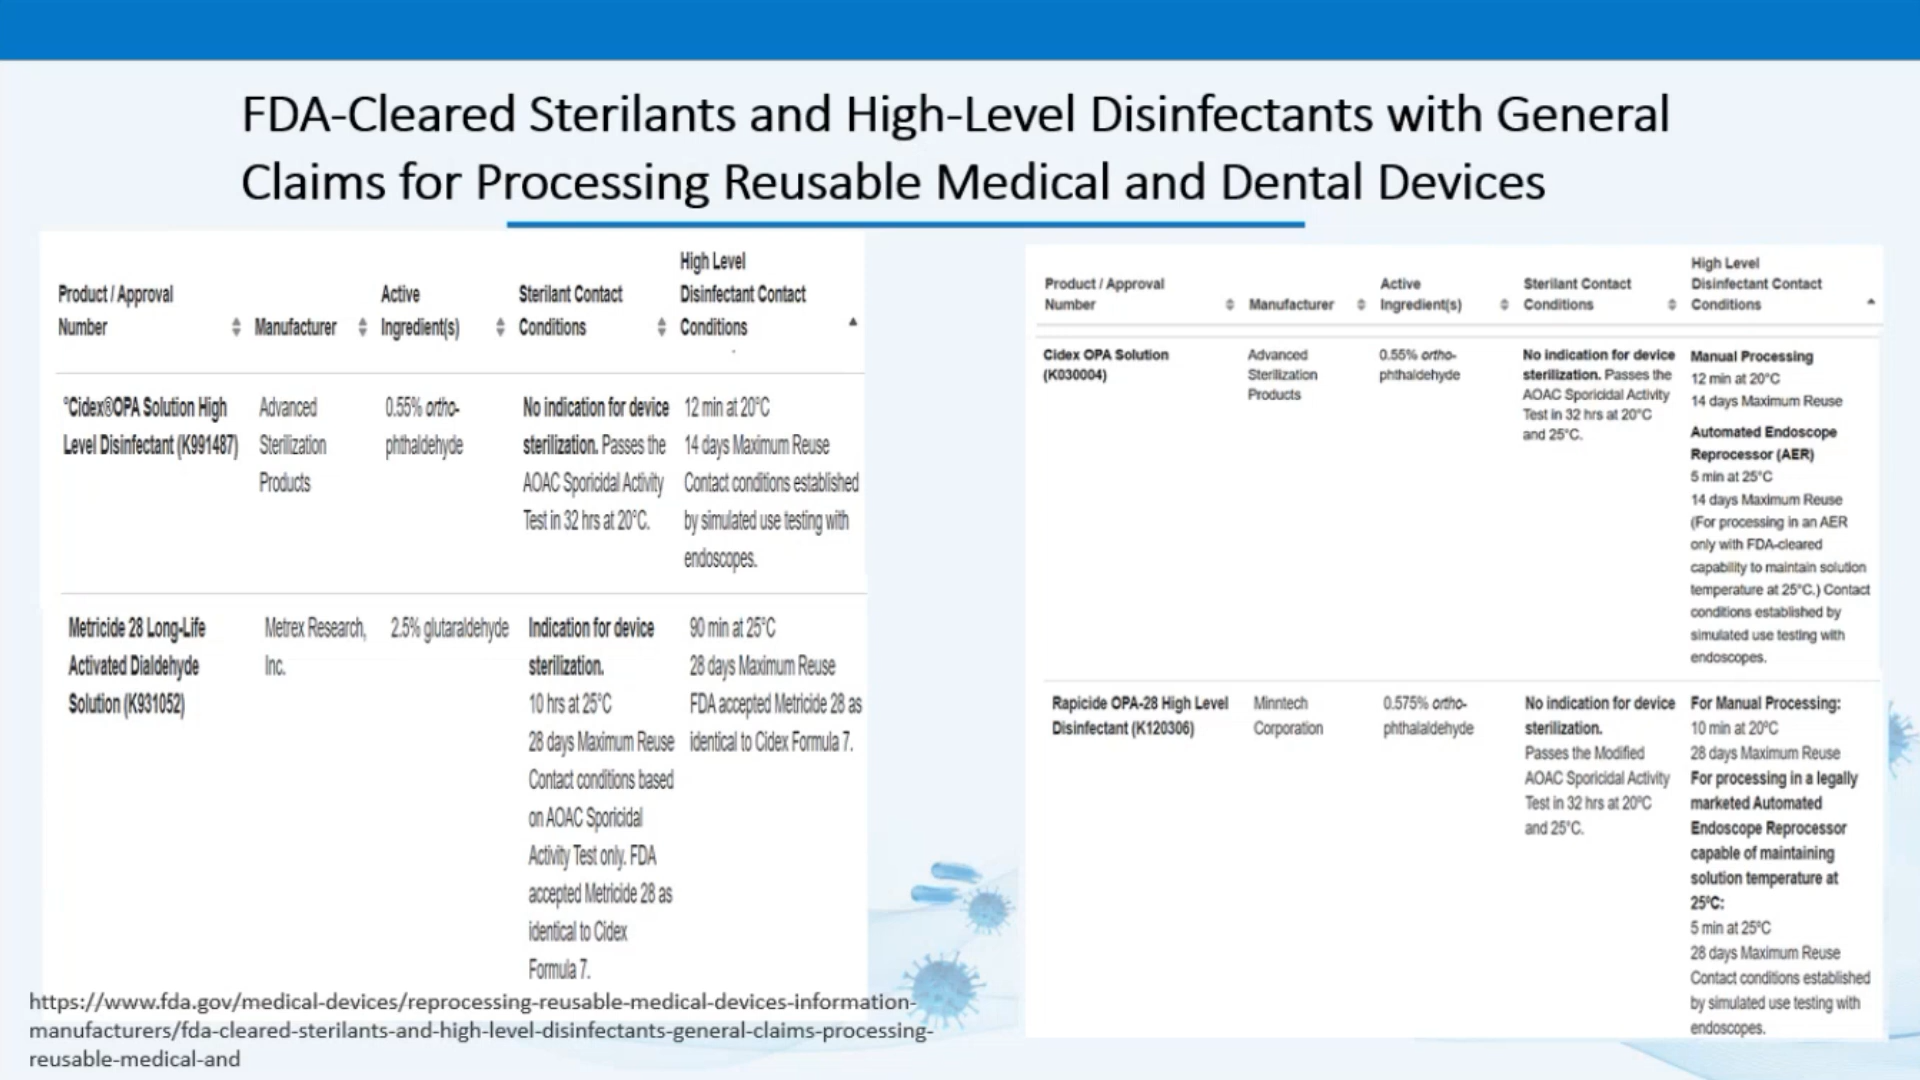 FDA-Cleared Sterilants and High-Level Disinfectants with General
Claims for Processing Reusable Medical and Dental Devices
Product / Approval
Number
Manufacturer
Active
Ingredient(s)
Sterilant Contact
Conditions
High Level
Disinfectant Contact
Conditions
°Cidex®OPA Solution High
Level Disinfectant (K991487)
Advanced
Sterilization
Products
0.55% ortho-
phthaldehyde
No indication for device
sterilization. Passes the
AOAC Sporicidal Activity
Test in 32 hrs at 20°C.
12 min at 20°C
14 days Maximum Reuse
Contact conditions established
by simulated use testing with
endoscopes.
Metricide 28 Long-Life
Activated Dialdehyde
Solution (K931052)
Metrex Research,
Inc.
2.5% glutaraldehyde
Indication for device
sterilization.
10 hrs at 25°C
28 days Maximum Reuse
Contact conditions based
on AOAC Sporicidal
Activity Test only. FDA
accepted Metricide 28 as
identical to Cidex
Formula 7.
90 min at 25°C
28 days Maximum Reuse
FDA accepted Metricide 28 as
identical to Cidex Formula 7.
https://www.fda.gov/medical-devices/reprocessing-reusable-medical-devices-information-
manufacturers/fda-cleared-sterilants-and-high-level-disinfectants-general-claims-processing-
reusable-medical-and
Product / Approval
Number
Manufacturer
Active
Ingredient(s)
Sterilant Contact
Conditions
High Level
Disinfectant Contact
Conditions
Cidex OPA Solution
(K030004)
Advanced
Sterilization
Products
0.55% ortho-
phthaldehyde
No indication for device
sterilization. Passes the
AOAC Sporicidal Activity
Test in 32 hrs at 20°C
and 25°C.
Manual Processing
12 min at 20°C
14 days Maximum Reuse
Automated Endoscope
Reprocessor (AER)
5 min at 25°C
14 days Maximum Reuse
(For processing in an AER
only with FDA-cleared
capability to maintain solution
temperature at 25°C.) Contact
conditions established by
simulated use testing with
endoscopes.
Rapicide OPA-28 High Level
Disinfectant (K120306)
Minntech
Corporation
0.575% ortho-
phthalaldehyde
No indication for device
sterilization.
Passes the Modified
AOAC Sporicidal Activity
Test in 32 hrs at 20ºC
and 25°C.
For Manual Processing:
10 min at 20ºC
28 days Maximum Reuse
For processing in a legally
marketed Automated
Endoscope Reprocessor
capable of maintaining
solution temperature at
25ºC:
5 min at 25ºC
28 days Maximum Reuse
Contact conditions established
by simulated use testing with
endoscopes.